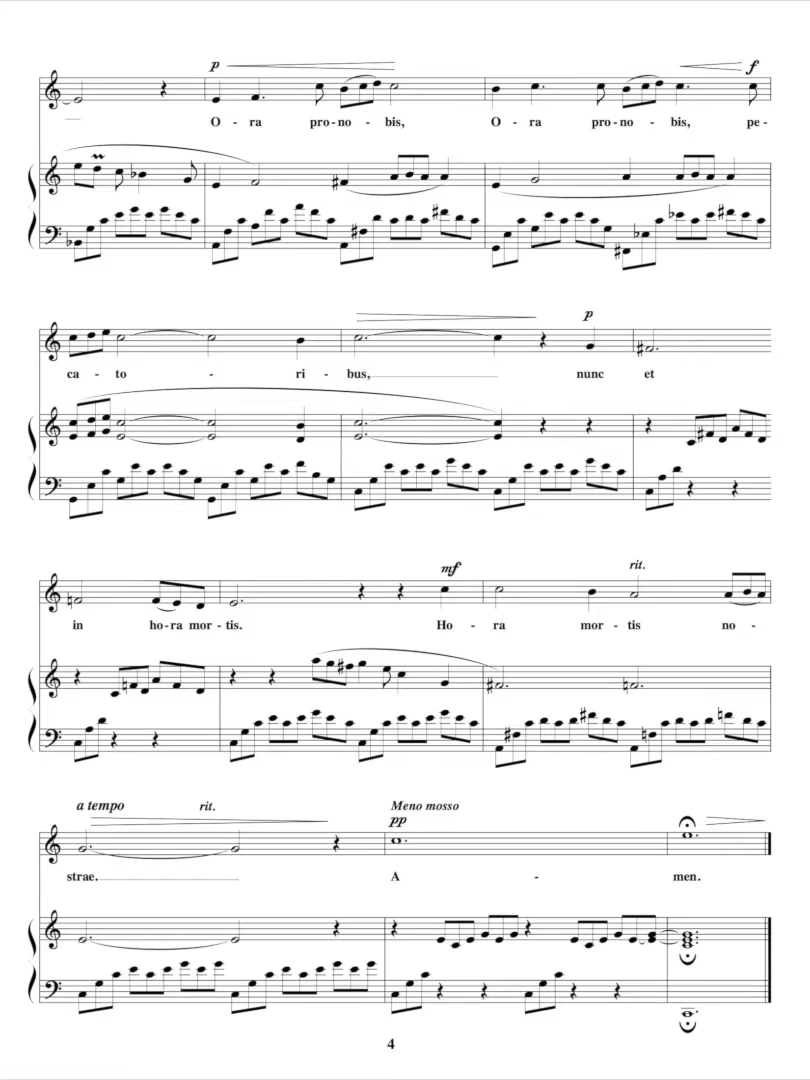 p f
O - ra pro - no - bis, O - ra pro - no - bis, pe -
p
ca - to - ri - bus, nunc et
mf rit.
in ho - ra mor - tis. Ho - ra mor - tis no -
a tempo rit. Meno mosso
pp
strae. A - men.
4